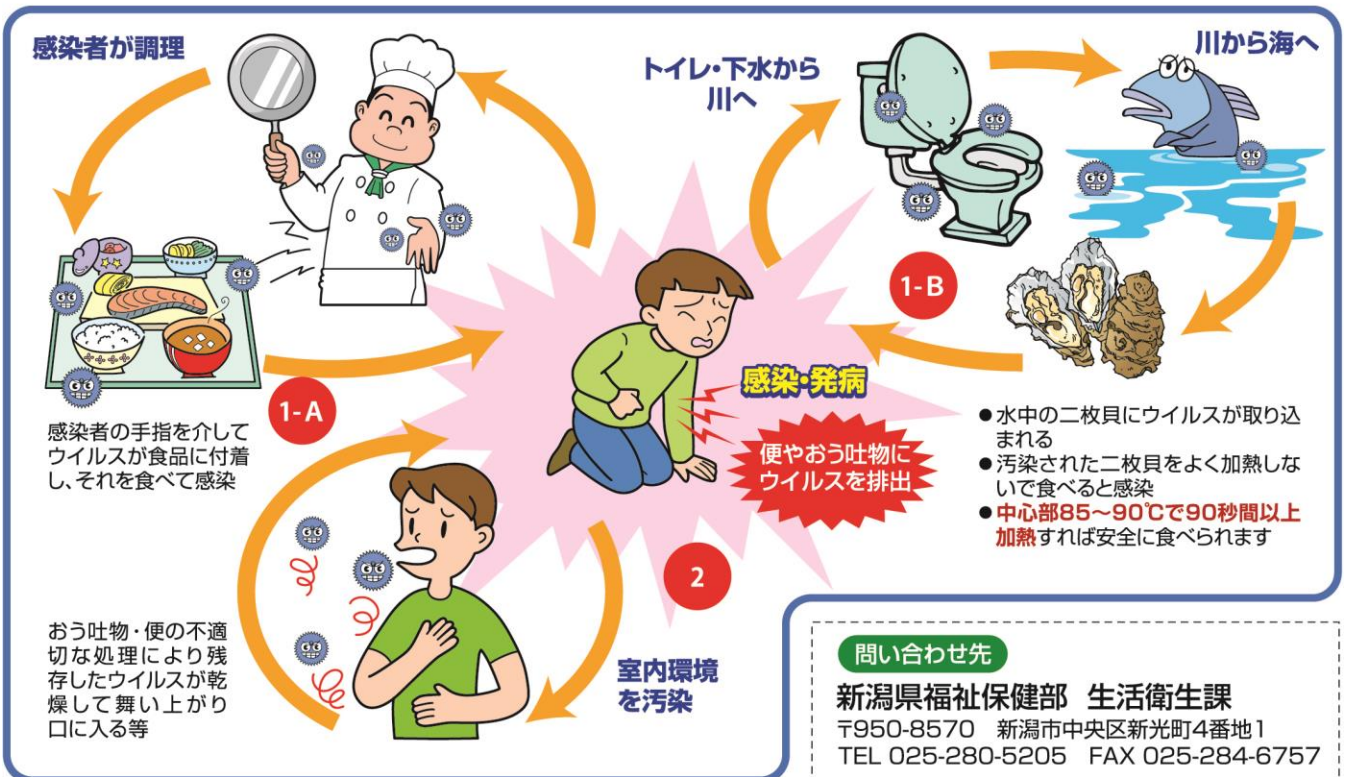 感染者が調理
トイレ・下水から
川へ
川から海へ
1-A
感染者の手指を介して
ウイルスが食品に付着
し、それを食べて感染
1-B
感染・発病
便やおう吐物に
ウイルスを排出
●水中の二枚貝にウイルスが取り込
まれる
●汚染された二枚貝をよく加熱しな
いで食べると感染
●中心部85～90℃で90秒間以上
加熱すれば安全に食べられます
2
室内環境
を汚染
おう吐物・便の不適
切な処理により残
存したウイルスが乾
燥して舞い上がり
口に入る等
問い合わせ先
新潟県福祉保健部 生活衛生課
〒950-8570 新潟市中央区新光町4番地1
TEL 025-280-5205 FAX 025-284-6757